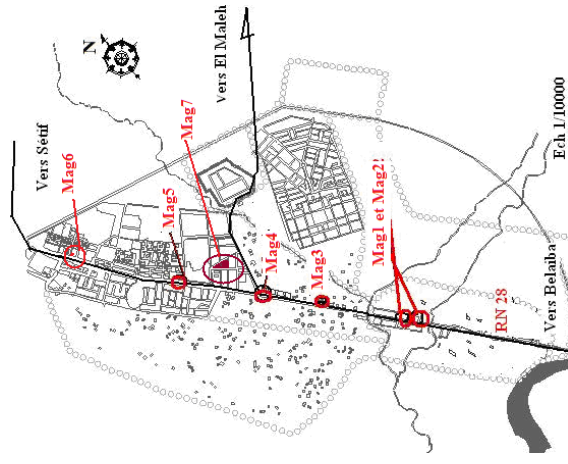 N
Vers Sétif
Mag6
Vers El Maleh
Mag7
Mag5
Mag4
Mag3
Mag1 et Mag2!
RN 28
Vers Belaiba
Ech 1/10000